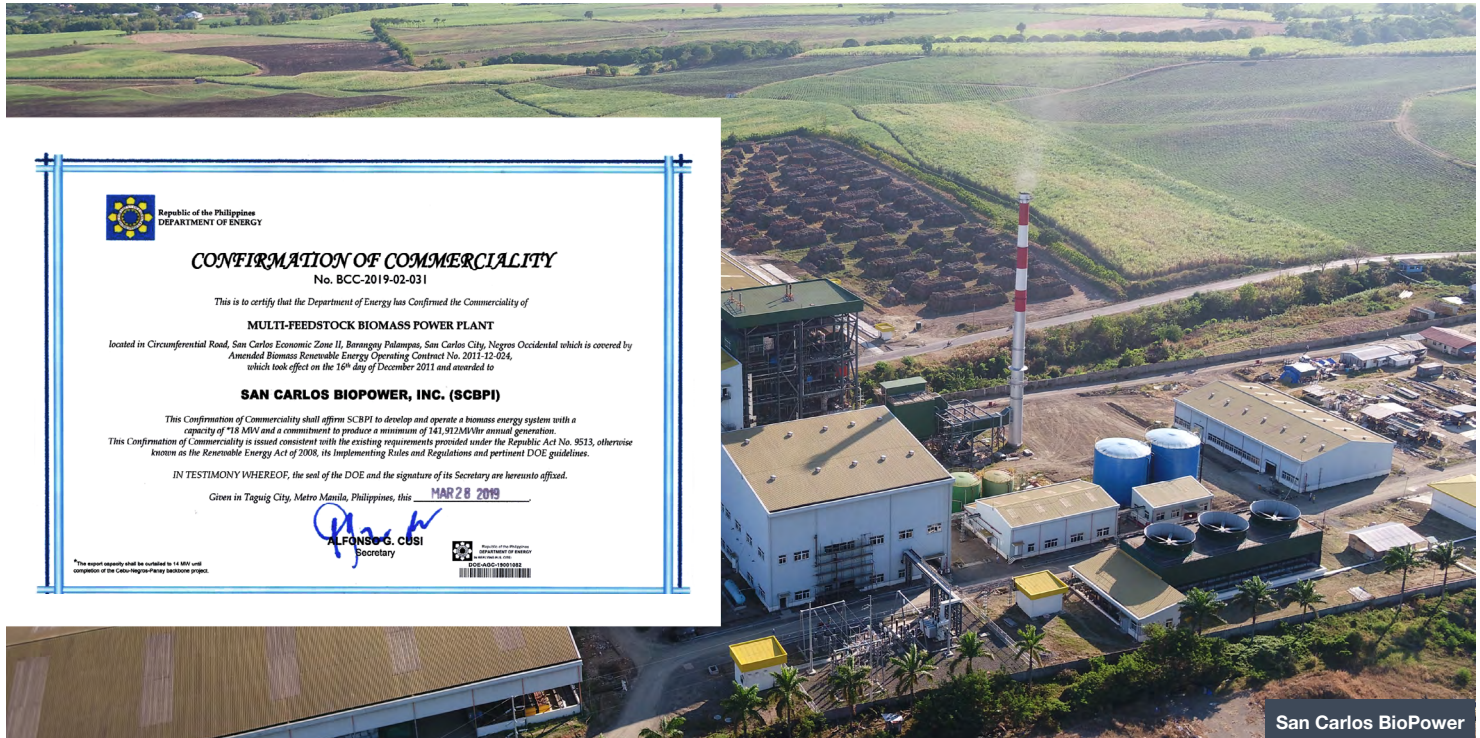 Republic of the Philippines
DEPARTMENT OF ENERGY
CONFIRMATION OF COMMERCIALITY
No. BCC-2019-02-031
This is to certify that the Department of Energy has Confirmed the Commerciality of
MULTI-FEEDSTOCK BIOMASS POWER PLANT
located in Circumferential Road, San Carlos Economic Zone II, Barangay Palampas, San Carlos City, Negros Occidental which is covered by
Amended Biomass Renewable Energy Operating Contract No. 2011-12-024,
which took effect on the 16th day of December 2011 and awarded to
SAN CARLOS BIOPOWER, INC. (SCBPI)
This Confirmation of Commerciality shall affirm SCBPI to develop and operate a biomass energy system with a
capacity of *18 MW and a commitment to produce a minimum of 141,912MWhr annual generation.
This Confirmation of Commerciality is issued consistent with the existing requirements provided under the Republic Act No. 9513, otherwise
known as the Renewable Energy Act of 2008, its Implementing Rules and Regulations and pertinent DOE guidelines.
IN TESTIMONY WHEREOF, the seal of the DOE and the signature of its Secretary are hereunto affixed.
Given in Taguig City, Metro Manila, Philippines, this MAR 28 2019.
ALFONSO G. CUSI
Secretary
Republic of the Philippines
DEPARTMENT OF ENERGY
DOE-AGC-19001082
*The export capacity shall be curtailed to 14 MW until
completion of the Cebu-Negros-Panay backbone project.
San Carlos BioPower